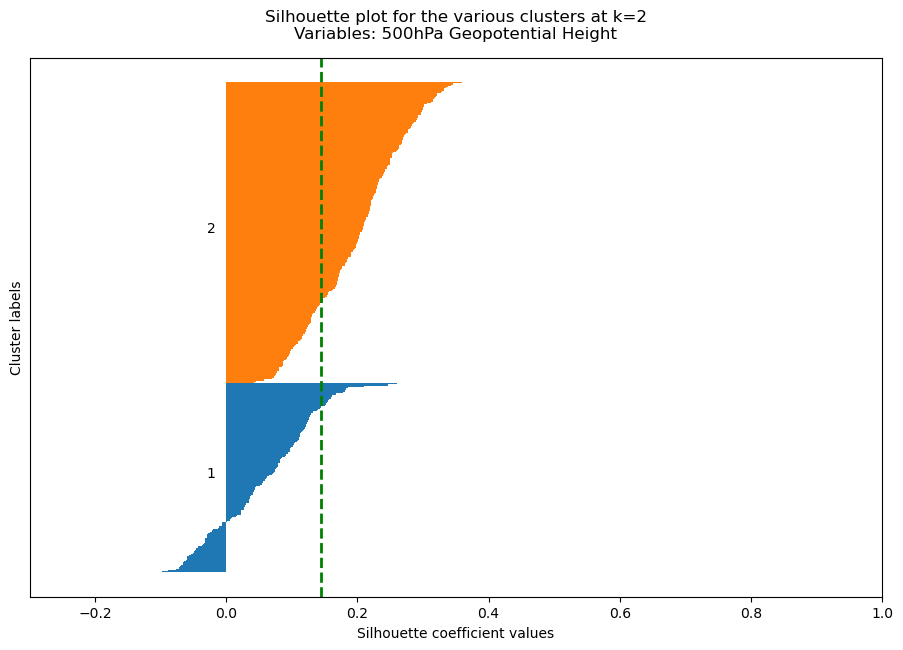 Silhouette plot for the various clusters at k=2
Variables: 500hPa Geopotential Height
Cluster labels
2
1
−0.2 0.0 0.2 0.4 0.6 0.8 1.0
Silhouette coefficient values